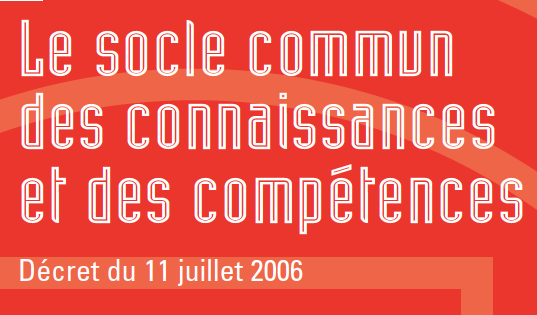 Le socle commun
des connaissances
et des compétences
Décret du 11 juillet 2006